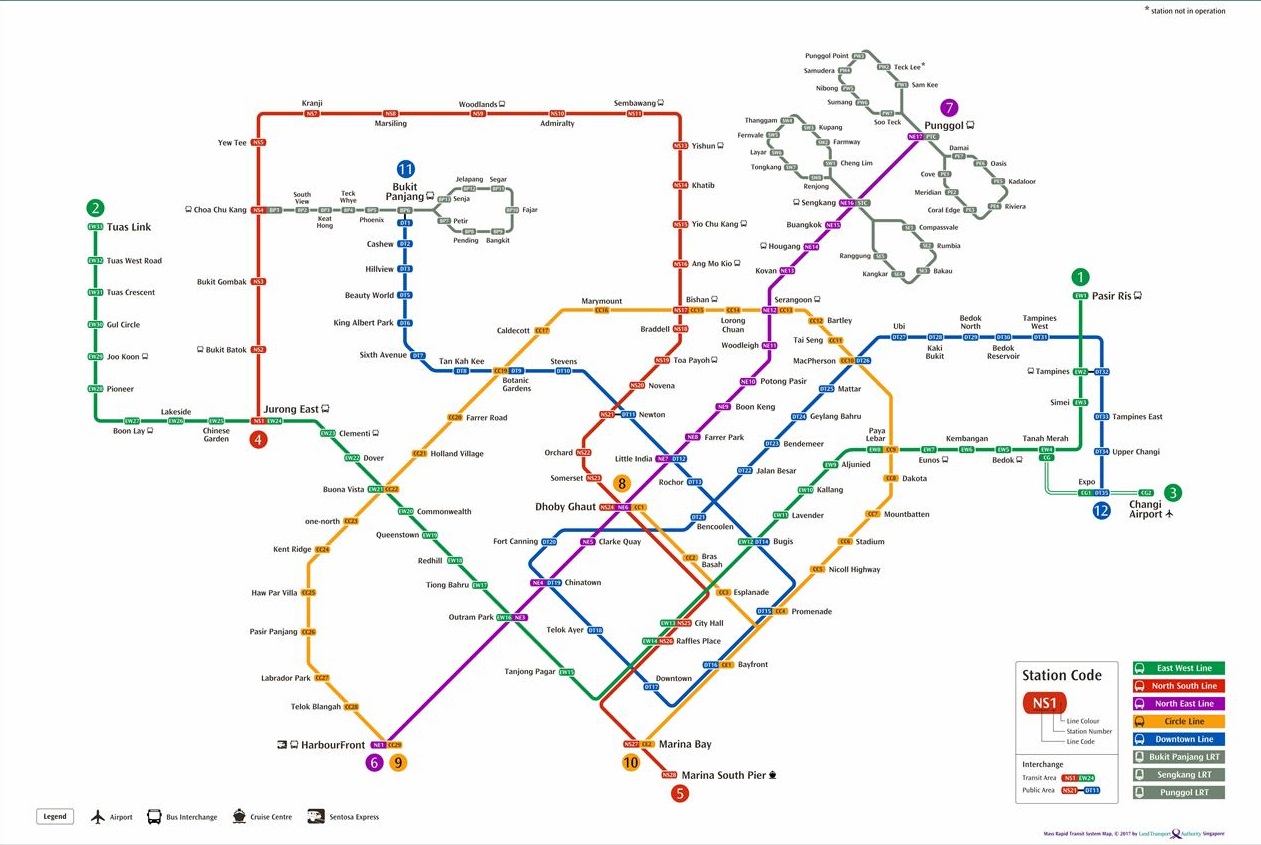 * station not in operation
Punggol Point
PW3
PW2
Teck Lee*
Samudera
PW4
PW1
Sam Kee
Nibong
PW5
Sumang
PW6
PW7
Soo Teck
7
Punggol
NE17 PTC
Kranji
NS7
NS8
Marsiling
Woodlands
NS9
NS10
Admiralty
Sembawang
NS11
Yew Tee
NS5
NS13
Yishun
Thanggam
SW4
SW3
Kupang
Fernvale
SW5
SW2
Farmway
Layar
SW6
SW1
Cheng Lim
Tongkang
SW7
SW8
Renjong
Damai
PE7
PE6
Oasis
Cove
PE1
PE5
Kadaloor
Meridian
PE2
Coral Edge
PE3
PE4
Riviera
11
Bukit
Panjang
NS14
Khatib
2
Tuas Link
EW33
Choa Chu Kang
NS4
BP1
South
View
BP2
BP3
Keat
Hong
Teck
Whye
BP4
BP5
Phoenix
BP6
DT1
Jelapang
BP12
Segar
BP11
BP13
Senja
BP10
Fajar
BP7
Petir
BP8
Pending
BP9
Bangkit
Sengkang
NE16 STC
NS15
Yio Chu Kang
Buangkok
NE15
SE1
Compassvale
Cashew
DT2
Hougang
NE14
SE2
Rumbia
Ranggung
SE5
EW32
Tuas West Road
Hillview
DT3
NS16
Ang Mo Kio
Kovan
NE13
Kangkar
SE4
SE3
Bakau
Bukit Gombak
NS3
EW31
Tuas Crescent
Beauty World
DT5
1
EW1
Pasir Ris
Marymount
CC16
Bishan
NS17 CC15
CC14
Lorong
Chuan
Serangoon
NE12 CC13
CC12
Bartley
King Albert Park
DT6
EW30
Gul Circle
Caldecott
CC17
Braddell
NS18
Woodleigh
NE11
Tai Seng
CC11
Ubi
DT27
DT28
Kaki
Bukit
Bedok
North
DT29
DT30
Bedok
Reservoir
Tampines
West
DT31
Bukit Batok
NS2
EW29
Joo Koon
Sixth Avenue
DT7
Tan Kah Kee
DT8
CC19 DT9
Botanic
Gardens
Stevens
DT10
NS19
Toa Payoh
MacPherson
CC10 DT26
Tampines
EW2
DT32
EW28
Pioneer
NS20
Novena
NE10
Potong Pasir
DT25
Mattar
Simei
EW3
Lakeside
EW27
Boon Lay
EW26
EW25
Chinese
Garden
Jurong East
NS1 EW24
4
CC20
Farrer Road
NS21
DT11
Newton
NE9
Boon Keng
DT24
Geylang Bahru
DT33
Tampines East
EW23
Clementi
NE8
Farrer Park
DT23
Bendemeer
Paya
Lebar
EW8
CC9
EW7
Eunos
Kembangan
EW6
EW5
Bedok
Tanah Merah
EW4
CG
DT34
Upper Changi
EW22
Dover
CC21
Holland Village
Orchard
NS22
Little India
NE7 DT12
EW9
Aljunied
DT22
Jalan Besar
Somerset
NS23
Rochor
DT13
CC8
Dakota
Buona Vista
EW21 CC22
8
EW10
Kallang
Expo
CG1 DT35
CG2
3
Changi
Airport
12
Dhoby Ghaut
NS24 NE6 CC1
one-north
CC23
EW20
Commonwealth
DT21
Bencoolen
EW11
Lavender
CC7
Mountbatten
Queenstown
EW19
Fort Canning
DT20
NE5
Clarke Quay
EW12 DT14
Bugis
CC6
Stadium
Kent Ridge
CC24
Redhill
EW18
CC2
Bras
Basah
CC5
Nicoll Highway
Tiong Bahru
EW17
NE4 DT19
Chinatown
Haw Par Villa
CC25
CC3
Esplanade
Outram Park
EW16 NE3
DT15 CC4
Promenade
Pasir Panjang
CC26
Telok Ayer
DT18
EW13 NS25
City Hall
EW14 NS26
Raffles Place
Labrador Park
CC27
Tanjong Pagar
EW15
Downtown
DT17
DT16 CE1
Bayfront
Telok Blangah
CC28
HarbourFront
NE1 CC29
6
9
NS27 CE2
Marina Bay
10
NS28
Marina South Pier
5
Station Code
NS1
Line Colour
Station Number
Line Code
Interchange
Transit Area NS1 EW24
Public Area NS21 DT11
East West Line
North South Line
North East Line
Circle Line
Downtown Line
Bukit Panjang LRT
Sengkang LRT
Punggol LRT
Legend
Airport
Bus Interchange
Cruise Centre
Sentosa Express
Mass Rapid Transit System Map, © 2017 by Land Transport Authority Singapore